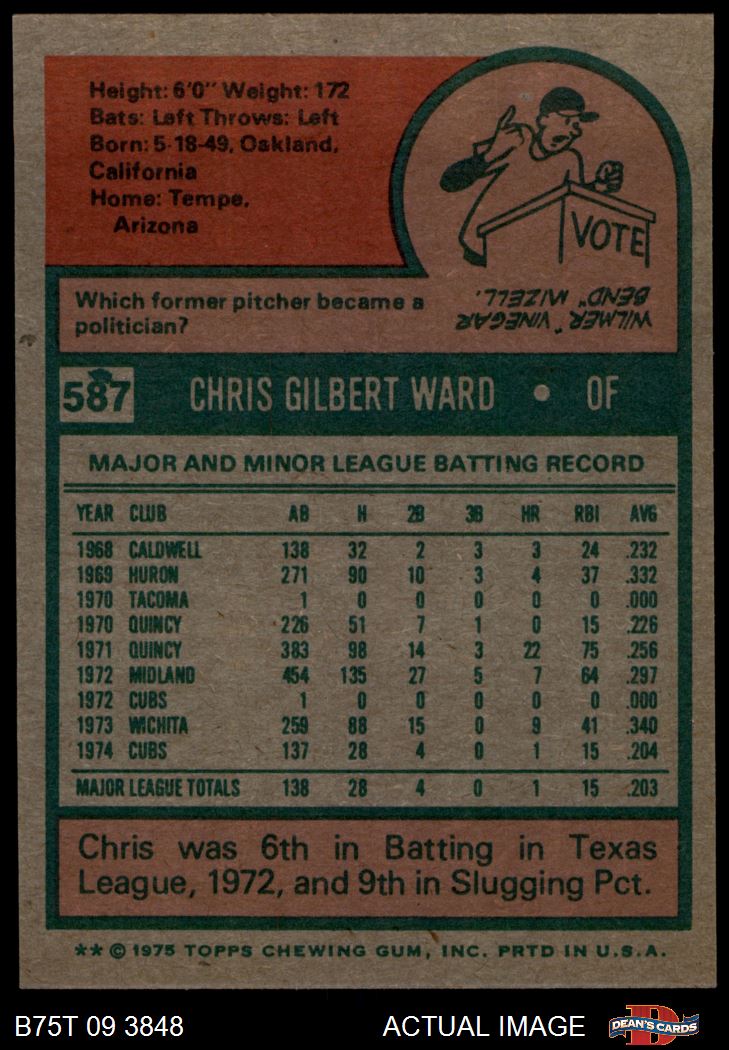 Height: 6'0" Weight: 172
Bats: Left Throws: Left
Born: 5-18-49, Oakland,
California
Home: Tempe,
Arizona
VOTE
Which former pitcher became a
politician?
WILMER "VINEGAR
BEND" MIZELL.
587 CHRIS GILBERT WARD • OF
MAJOR AND MINOR LEAGUE BATTING RECORD
YEAR CLUB AB H 2B 3B HR RBI AVG
1968 CALDWELL 138 32 2 3 3 24 .232
1969 HURON 271 90 10 3 4 37 .332
1970 TACOMA 1 0 0 0 0 0 .000
1970 QUINCY 226 51 7 1 0 15 .226
1971 QUINCY 383 98 14 3 22 75 .256
1972 MIDLAND 454 135 27 5 7 64 .297
1972 CUBS 1 0 0 0 0 0 .000
1973 WICHITA 259 88 15 0 9 41 .340
1974 CUBS 137 28 4 0 1 15 .204
MAJOR LEAGUE TOTALS 138 28 4 0 1 15 .203
Chris was 6th in Batting in Texas
League, 1972, and 9th in Slugging Pct.
** © 1975 TOPPS CHEWING GUM, INC. PRTD IN U.S.A.
B75T 09 3848 ACTUAL IMAGE D DEAN'S CARDS